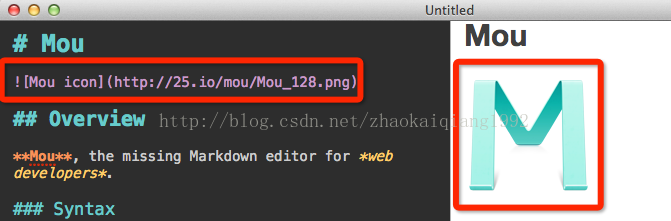 Untitled
# Mou
![Mou icon](http://25.io/mou/Mou_128.png)
## Overview
**Mou**, the missing Markdown editor for *web
developers*.
### Syntax
Mou
M
http://blog.csdn.net/zhaokaiqiang1992